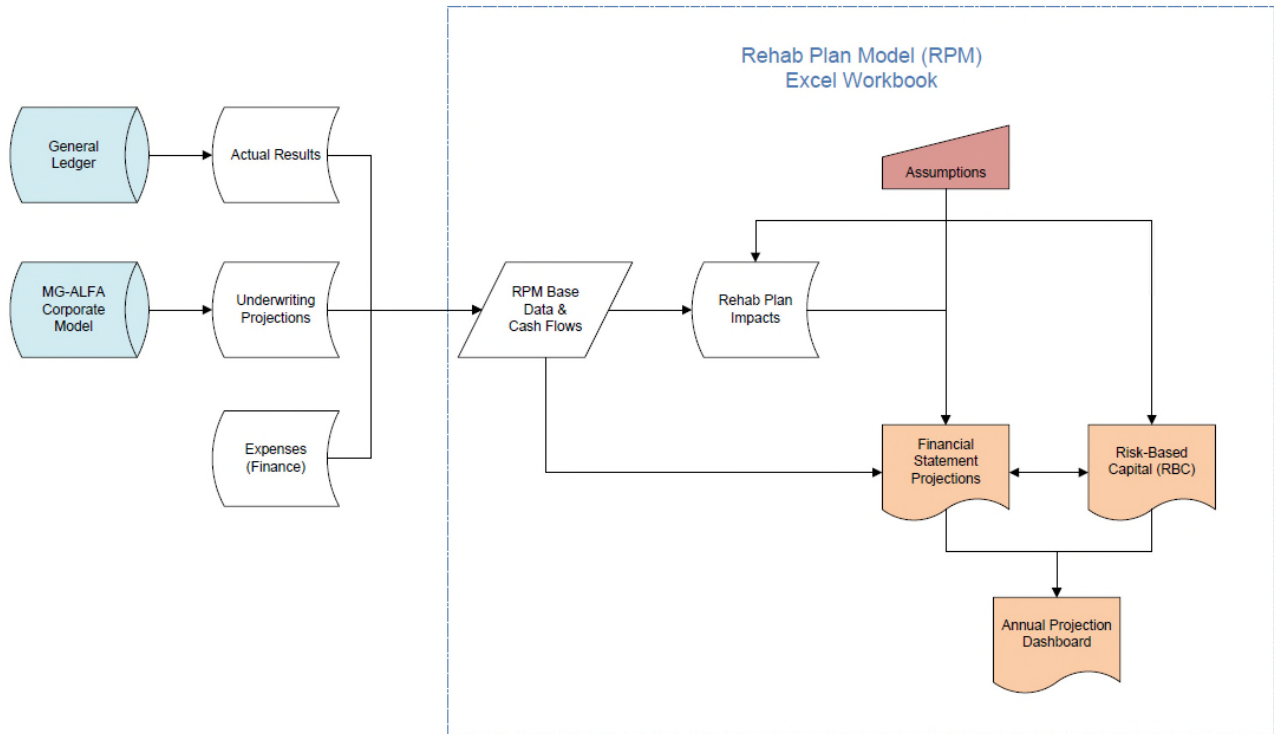 Rehab Plan Model (RPM)
Excel Workbook
General
Ledger
Actual Results
Assumptions
MG-ALFA
Corporate
Model
Underwriting
Projections
RPM Base
Data &
Cash Flows
Rehab Plan
Impacts
Expenses
(Finance)
Financial
Statement
Projections
Risk-Based
Capital (RBC)
Annual Projection
Dashboard